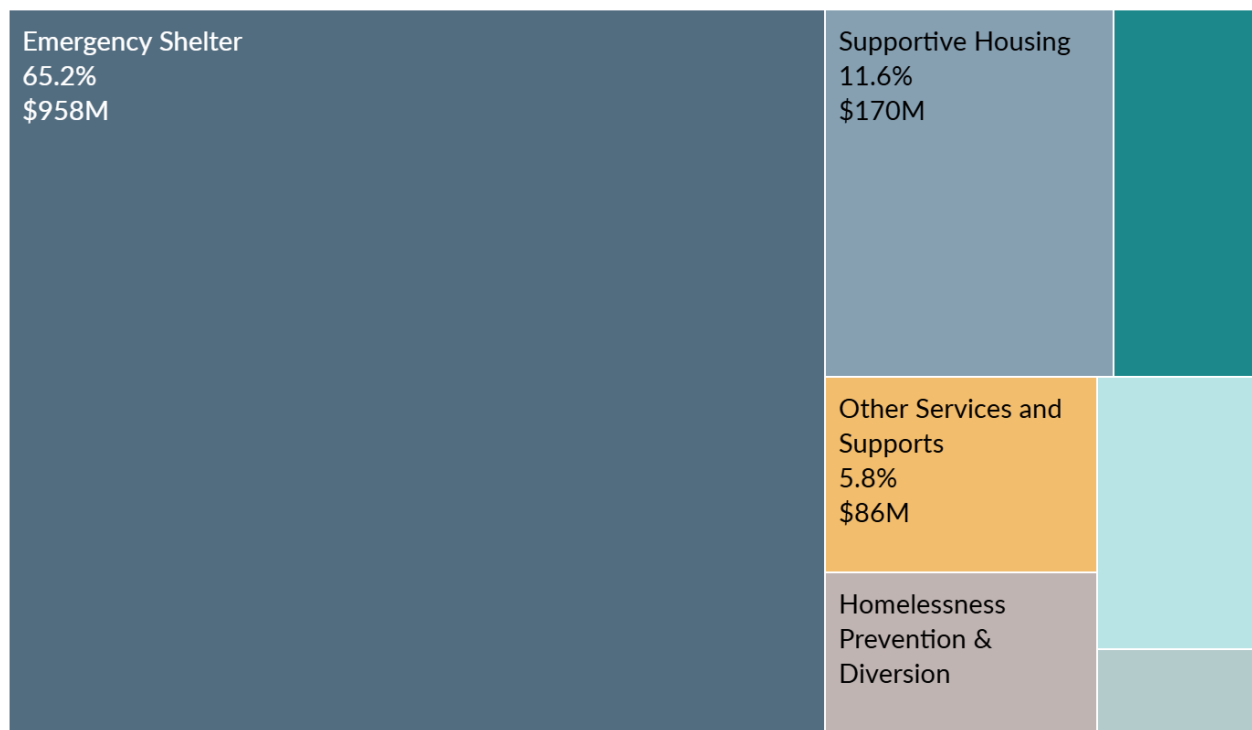 Emergency Shelter
65.2%
$958M
Supportive Housing
11.6%
$170M
Other Services and
Supports
5.8%
$86M
Homelessness
Prevention &
Diversion